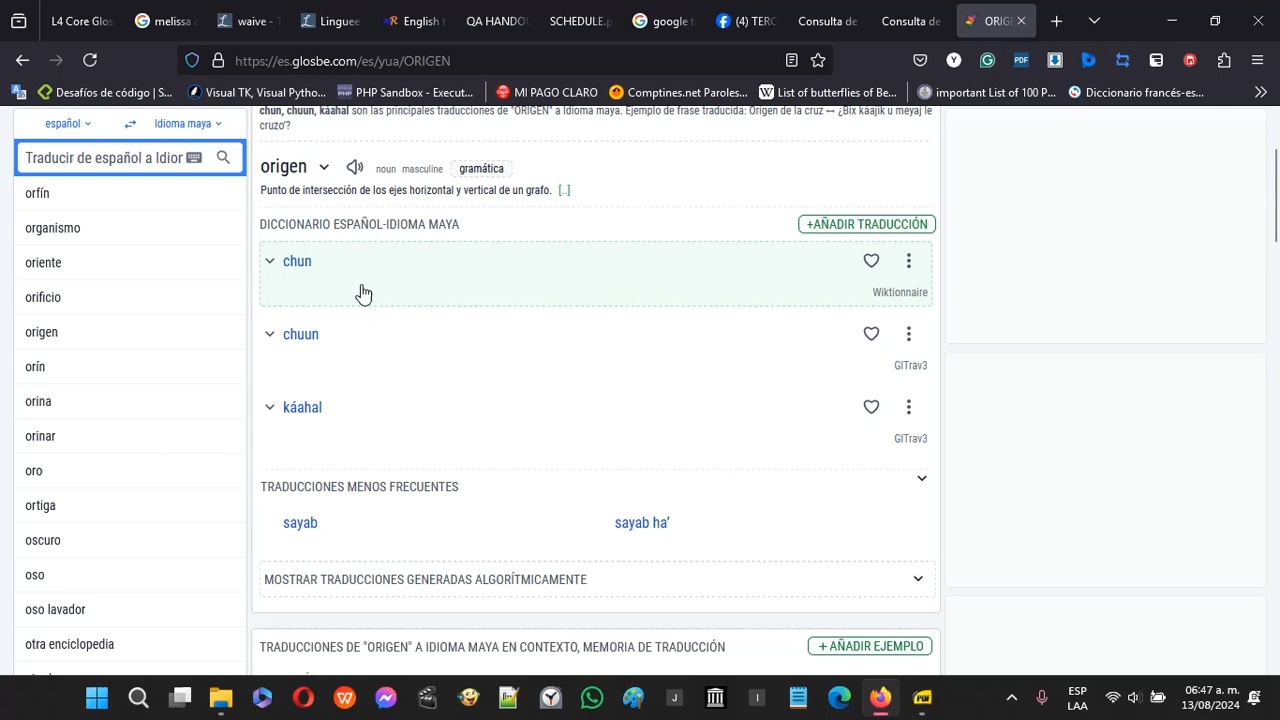 L4 Core Gloss
melissa c
waive - T
Linguee
English t
QA HANDOU
SCHEDULE.p
google t
(4) TERC
Consulta de
Consulta de
ORIGE
https://es.glosbe.com/es/yua/ORIGEN
Desafíos de código | S...
Visual TK, Visual Pytho...
PHP Sandbox - Execut...
MI PAGO CLARO
Comptines.net Paroles...
List of butterflies of Be...
important List of 100 P...
Diccionario francés-es...
Otros marcadores
español
Idioma maya
Traducir de español a Idior
orfín
organismo
oriente
orificio
origen
orín
orina
orinar
oro
ortiga
oscuro
oso
oso lavador
otra enciclopedia
chun, chuun, káahal son las principales traducciones de "ORIGEN" a Idioma maya. Ejemplo de frase traducida: Origen de la cruz ↔ ¿Bix káajik u meyaj le
cruzo'?
origen noun masculine gramática
Punto de intersección de los ejes horizontal y vertical de un grafo. [..]
DICCIONARIO ESPAÑOL-IDIOMA MAYA
+AÑADIR TRADUCCIÓN
chun
Wiktionnaire
chuun
GlTrav3
káahal
GlTrav3
TRADUCCIONES MENOS FRECUENTES
sayab
sayab ha’
MOSTRAR TRADUCCIONES GENERADAS ALGORÍTMICAMENTE
TRADUCCIONES DE "ORIGEN" A IDIOMA MAYA EN CONTEXTO, MEMORIA DE TRADUCCIÓN
+ AÑADIR EJEMPLO
ESP
LAA
06:47 a. m.
13/08/2024